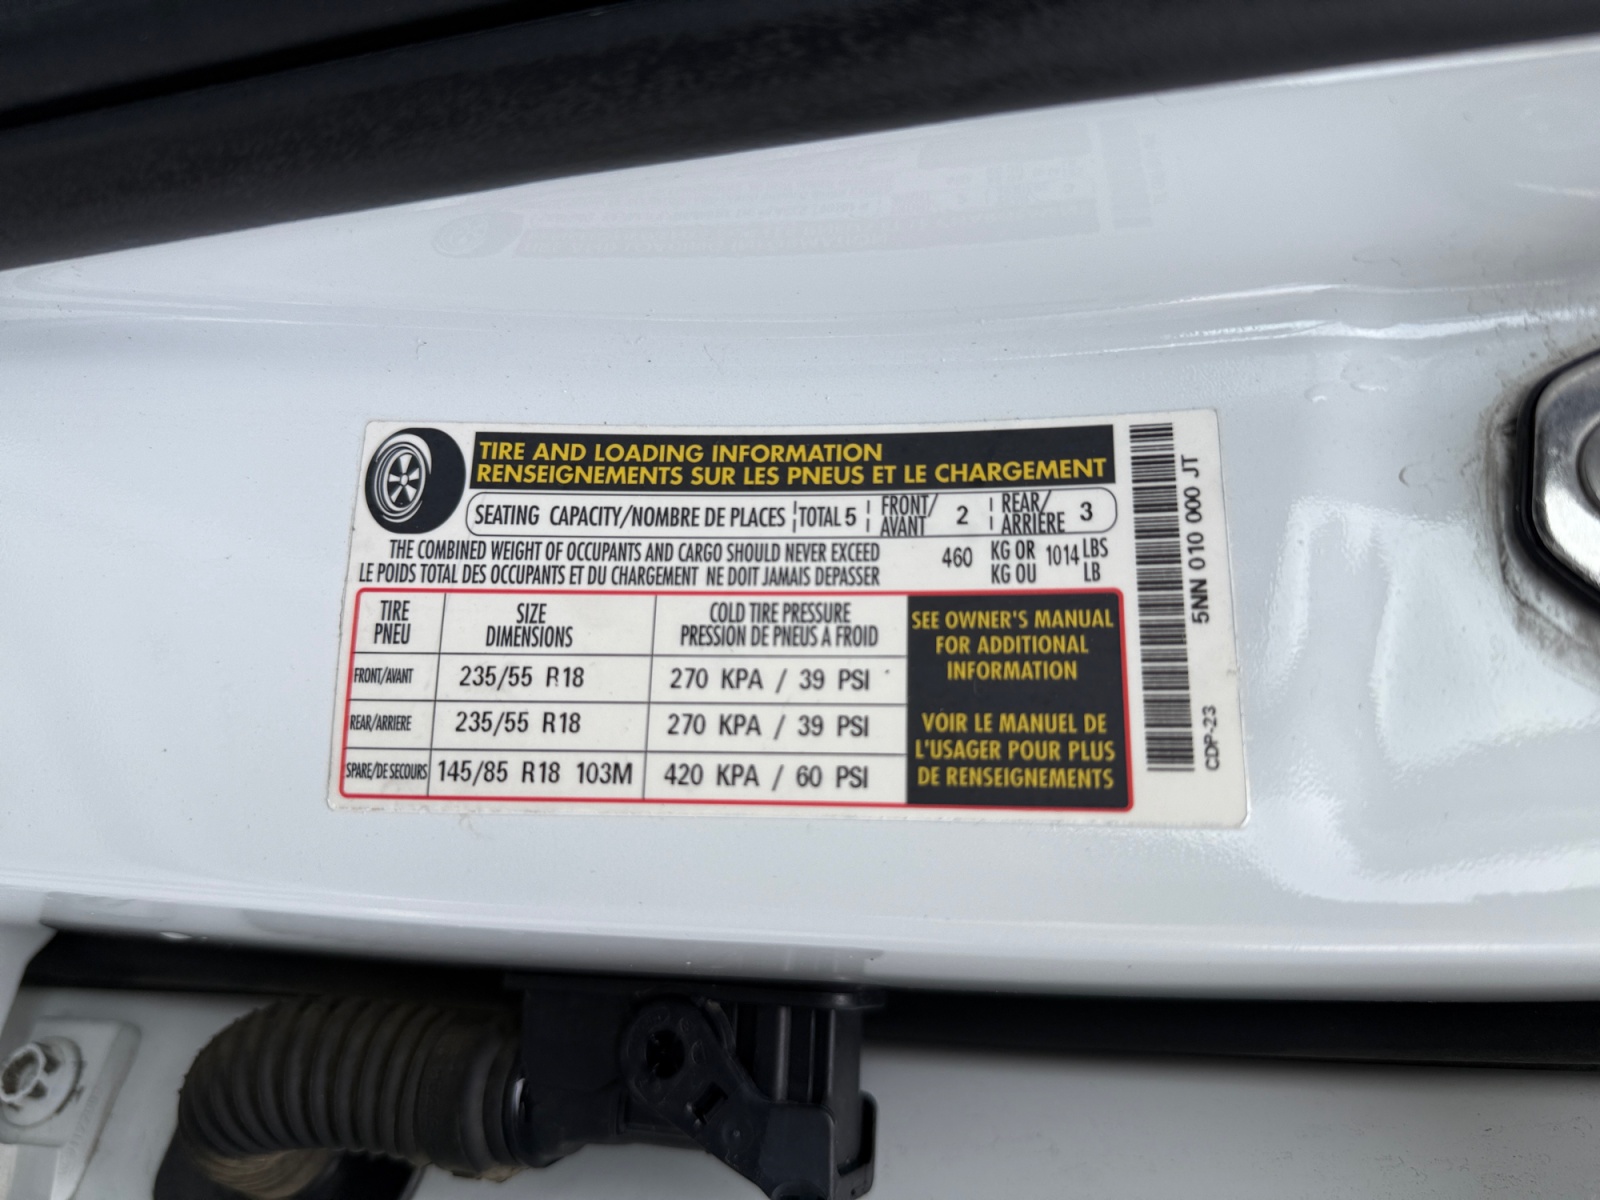 TIRE AND LOADING INFORMATION
RENSEIGNEMENTS SUR LES PNEUS ET LE CHARGEMENT
SEATING CAPACITY/NOMBRE DE PLACES TOTAL 5 FRONT/AVANT 2 REAR/ARRIÈRE 3
THE COMBINED WEIGHT OF OCCUPANTS AND CARGO SHOULD NEVER EXCEED 460 KG OR 1014 LBS
LE POIDS TOTAL DES OCCUPANTS ET DU CHARGEMENT NE DOIT JAMAIS DEPASSER KG OU LB
TIRE SIZE COLD TIRE PRESSURE
PNEU DIMENSIONS PRESSION DE PNEUS A FROID
FRONT/AVANT 235/55 R18 270 KPA / 39 PSI
REAR/ARRIERE 235/55 R18 270 KPA / 39 PSI
SPARE/DE SECOURS 145/85 R18 103M 420 KPA / 60 PSI
SEE OWNER'S MANUAL
FOR ADDITIONAL
INFORMATION
VOIR LE MANUEL DE
L'USAGER POUR PLUS
DE RENSEIGNEMENTS
5NN 010 000 JT
CDP-23